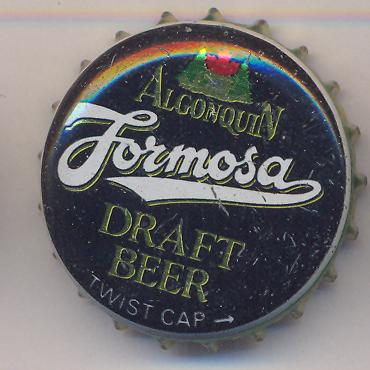 ALGONQUIN
Formosa
DRAFT
BEER
TWIST CAP →